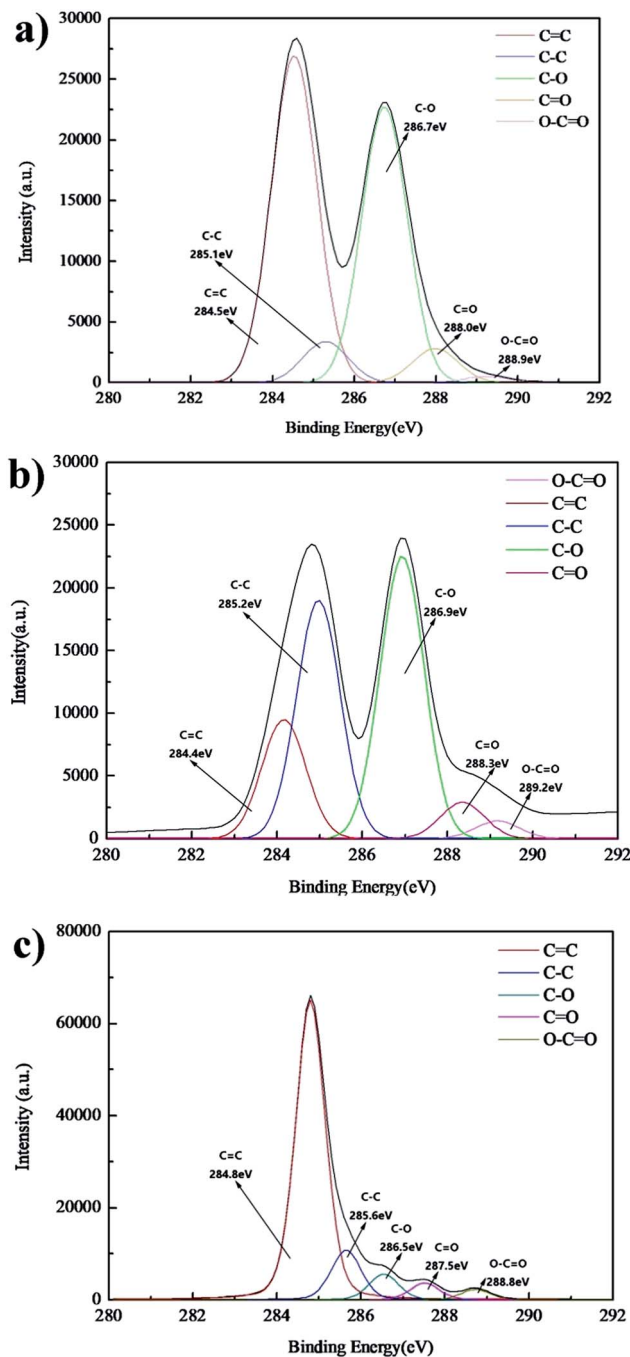 a)
30000
25000
20000
15000
10000
5000
0
Intensity (a.u.)
C=C
C-C
C-O
C=O
O-C=O
C-O
286.7eV
C-C
285.1eV
C=C
284.5eV
C=O
288.0eV
O-C=O
288.9eV
280 282 284 286 288 290 292
Binding Energy(eV)
b)
30000
25000
20000
15000
10000
5000
0
Intensity(a.u.)
O-C=O
C=C
C-C
C-O
C=O
C-C
285.2eV
C-O
286.9eV
C=C
284.4eV
C=O
288.3eV
O-C=O
289.2eV
280 282 284 286 288 290 292
Binding Energy(eV)
c)
80000
60000
40000
20000
0
Intensity (a.u.)
C=C
C-C
C-O
C=O
O-C=O
C=C
284.8eV
C-C
285.6eV
C-O
286.5eV
C=O
287.5eV
O-C=O
288.8eV
280 282 284 286 288 290 292
Binding Energy(eV)